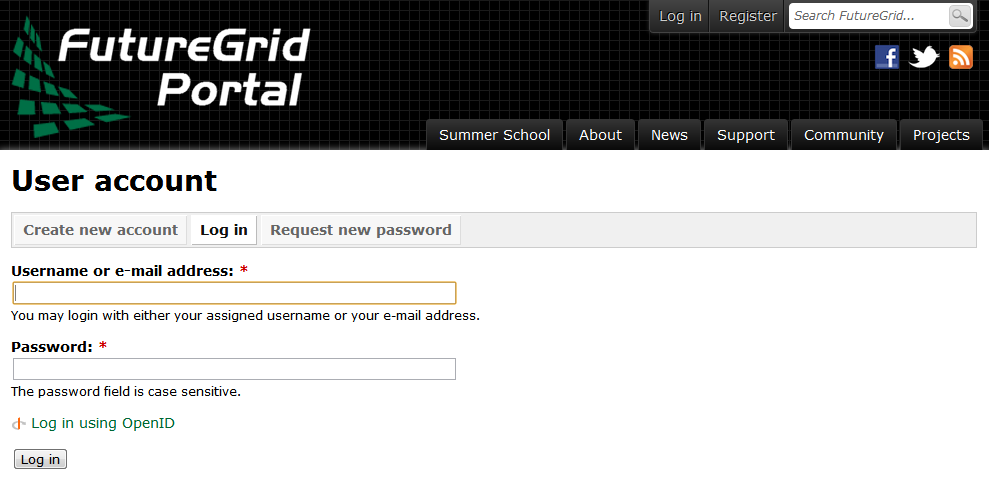 Log in Register Search FutureGrid...
FutureGrid
Portal
Summer School About News Support Community Projects
User account
Create new account Log in Request new password
Username or e-mail address: *
You may login with either your assigned username or your e-mail address.
Password: *
The password field is case sensitive.
Log in using OpenID
Log in